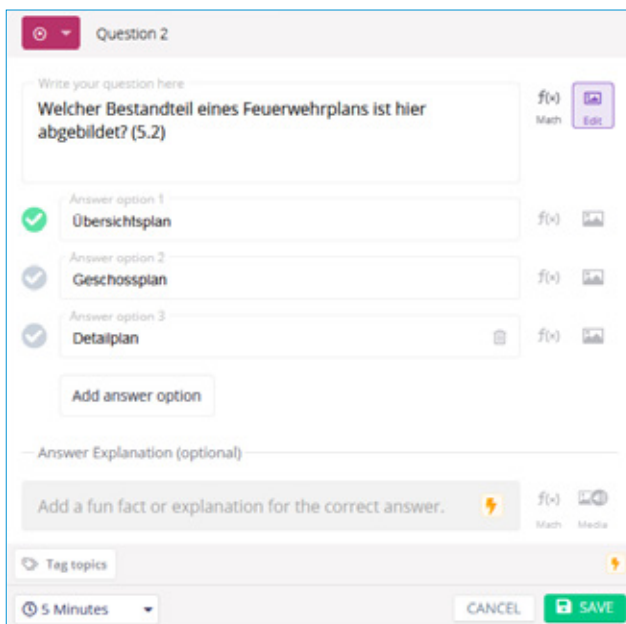 Question 2
Write your question here
Welcher Bestandteil eines Feuerwehrplans ist hier
abgebildet? (5.2)
f(x)
Math
Edit
Answer option 1
Übersichtsplan
f(x)
Answer option 2
Geschossplan
f(x)
Answer option 3
Detailplan
f(x)
Add answer option
Answer Explanation (optional)
Add a fun fact or explanation for the correct answer.
f(x)
Math
Media
Tag topics
5 Minutes
CANCEL
SAVE